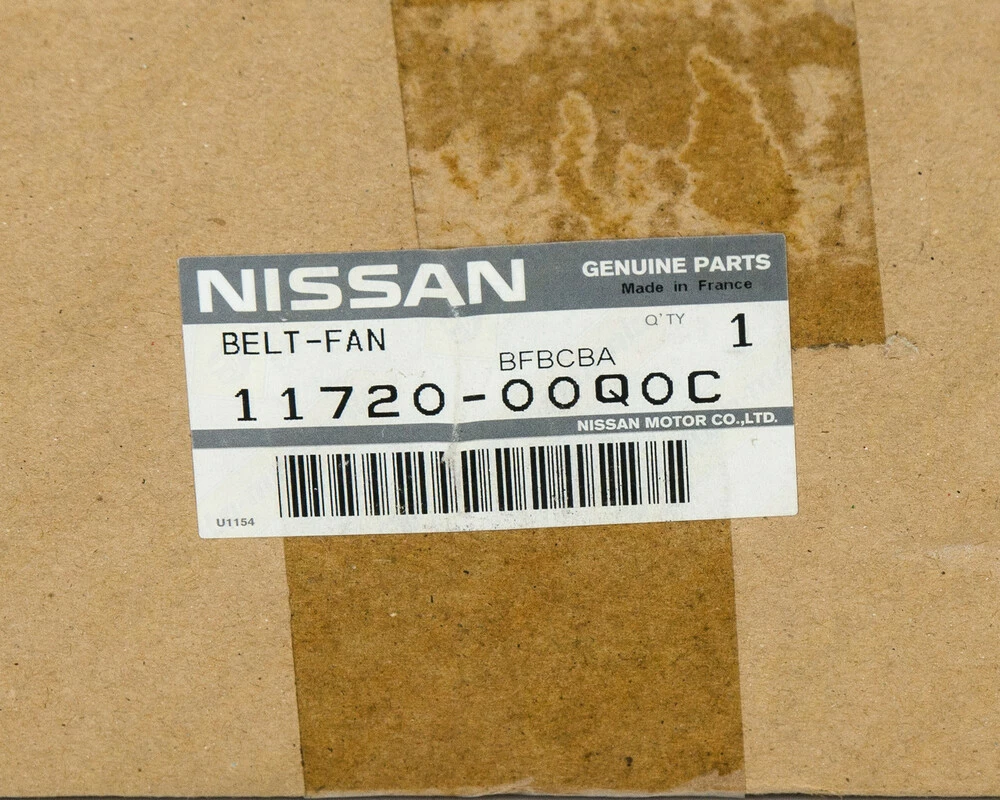 NISSAN
GENUINE PARTS
Made in France
BELT-FAN
Q'TY 1
BFBCBA
11720-00Q0C
NISSAN MOTOR CO.,LTD.
U1154